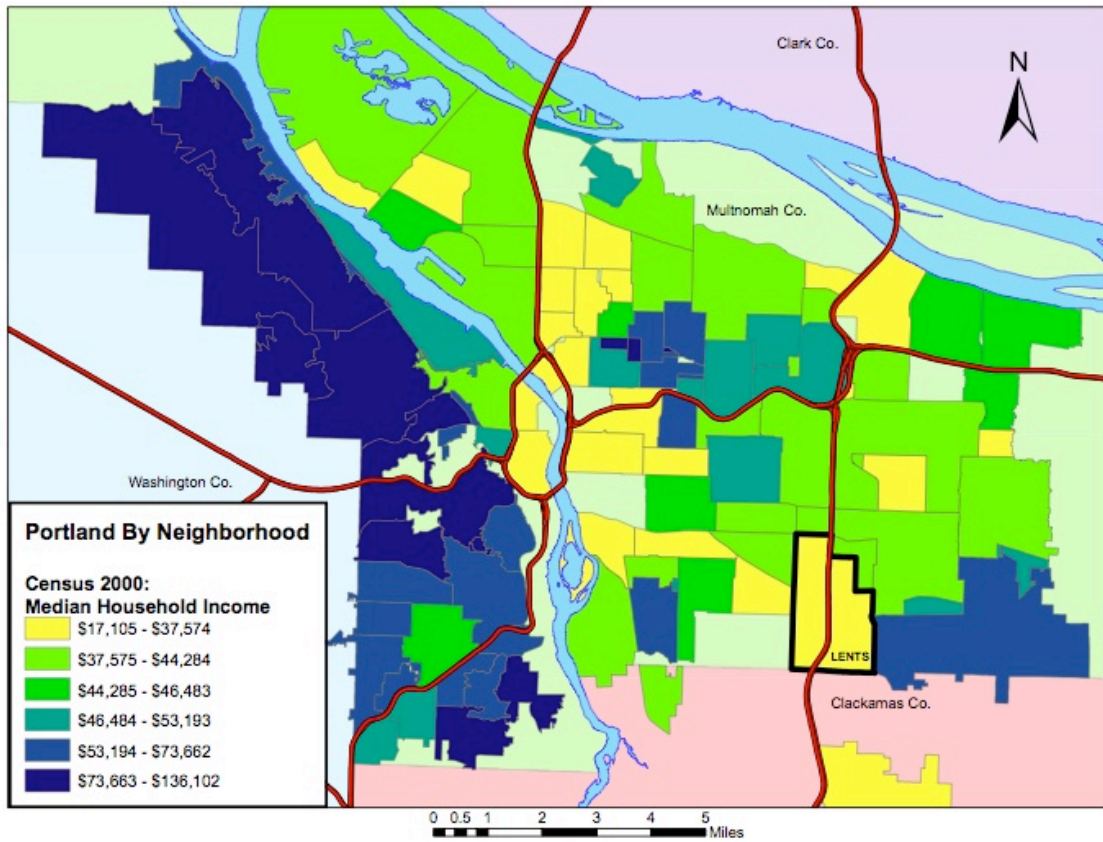 Clark Co.
N
Multnomah Co.
Washington Co.
Portland By Neighborhood
Census 2000:
Median Household Income
$17,105 - $37,574
$37,575 - $44,284
$44,285 - $46,483
$46,484 - $53,193
$53,194 - $73,662
$73,663 - $136,102
LENTS
Clackamas Co.
0 0.5 1 2 3 4 5
Miles